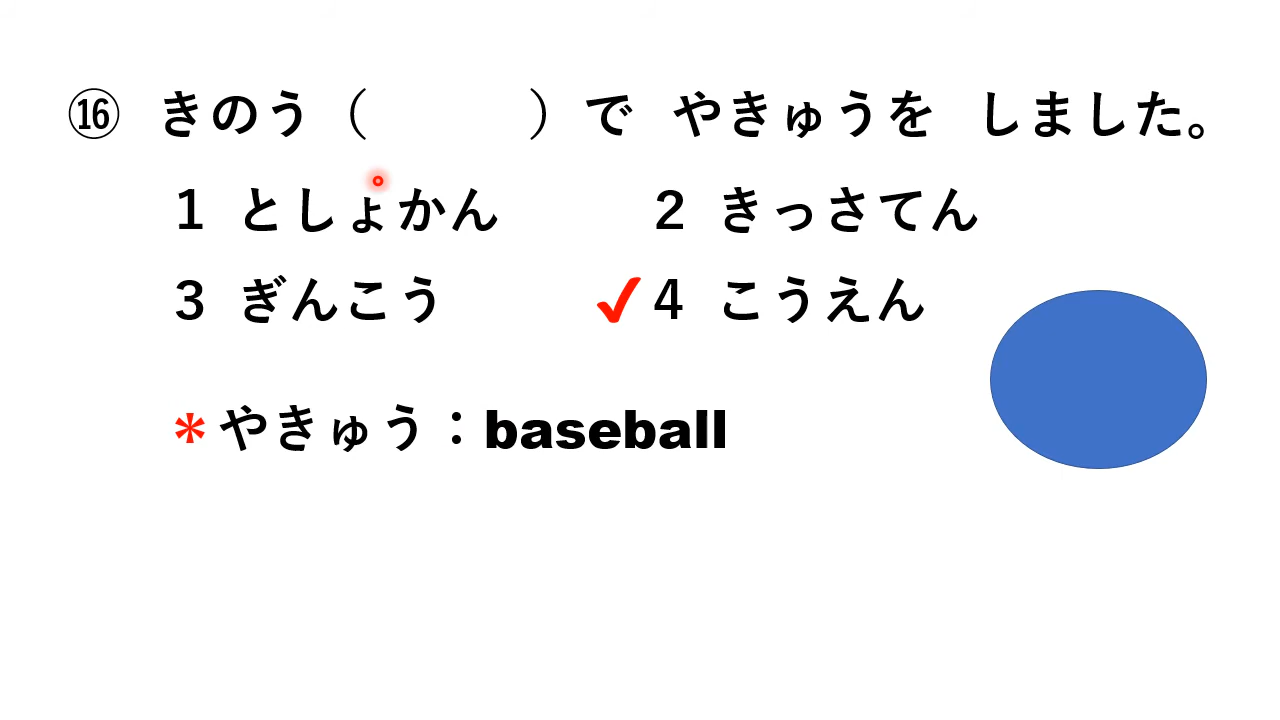 ⑯ きのう（　　　）で やきゅうを しました。
1 としょかん　2 きっさてん
3 ぎんこう　✓4 こうえん
*やきゅう：baseball